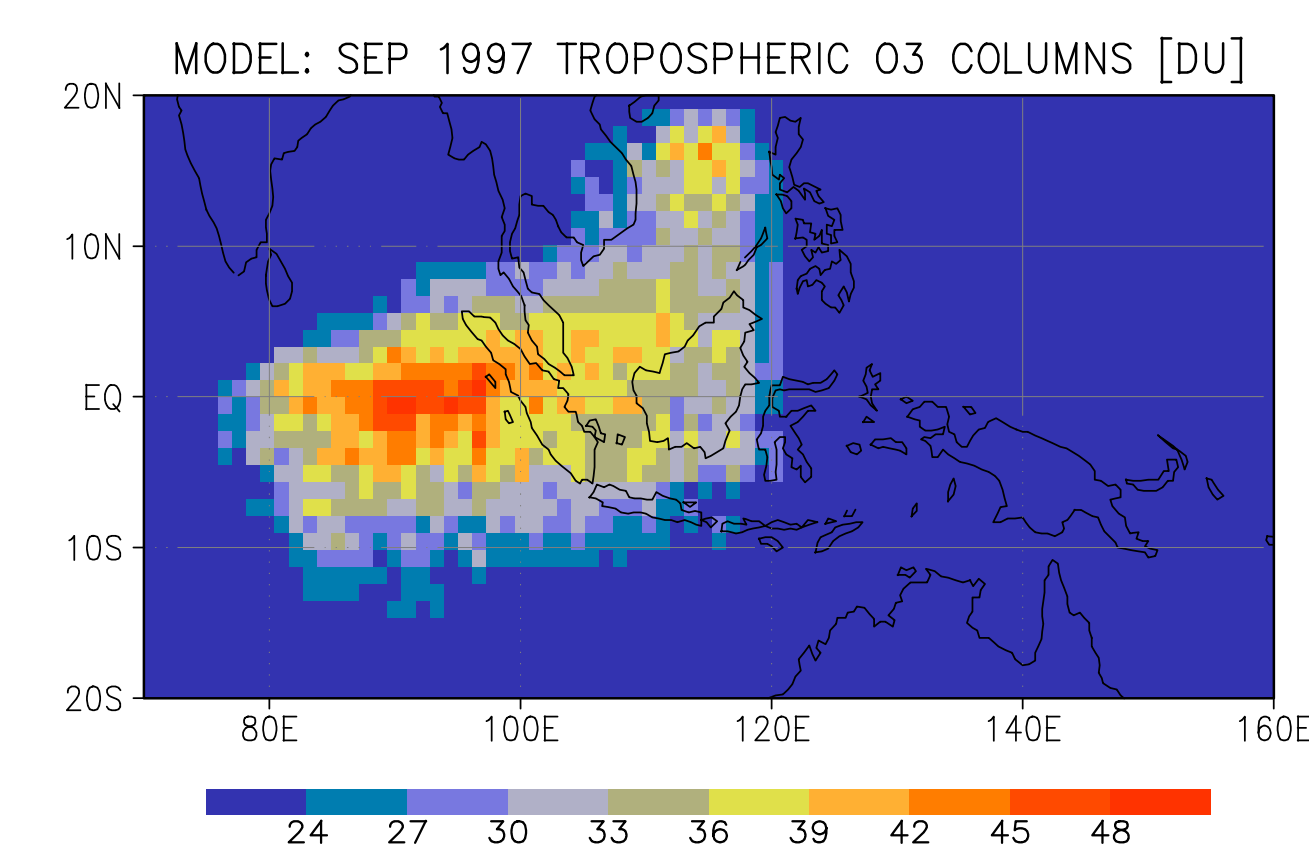 MODEL: SEP 1997 TROPOSPHERIC O3 COLUMNS [DU]
20N
10N
EQ
10S
20S
80E 100E 120E 140E 160E
24 27 30 33 36 39 42 45 48